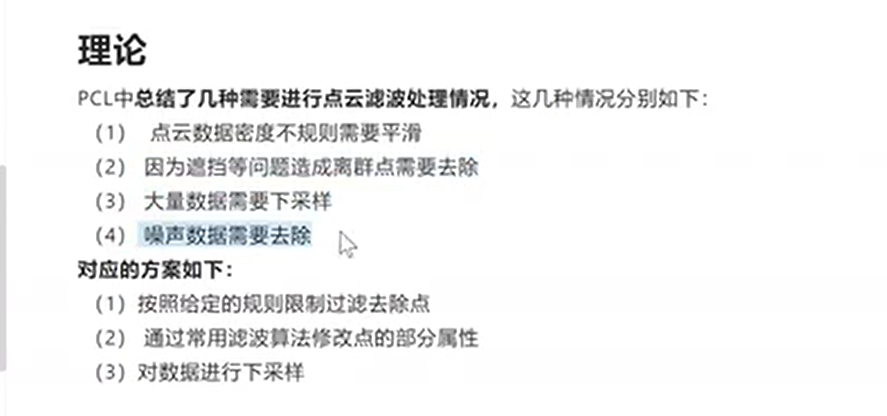 理论
PCL中总结了几种需要进行点云滤波处理情况，这几种情况分别如下：
（1） 点云数据密度不规则需要平滑
（2） 因为遮挡等问题造成离群点需要去除
（3） 大量数据需要下采样
（4） 噪声数据需要去除
对应的方案如下：
（1）按照给定的规则限制过滤去除点
（2） 通过常用滤波算法修改点的部分属性
（3）对数据进行下采样